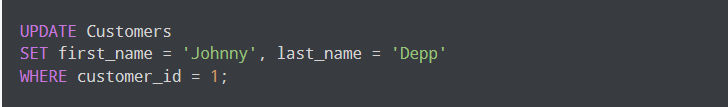 UPDATE Customers
SET first_name = 'Johnny', last_name = 'Depp'
WHERE customer_id = 1;